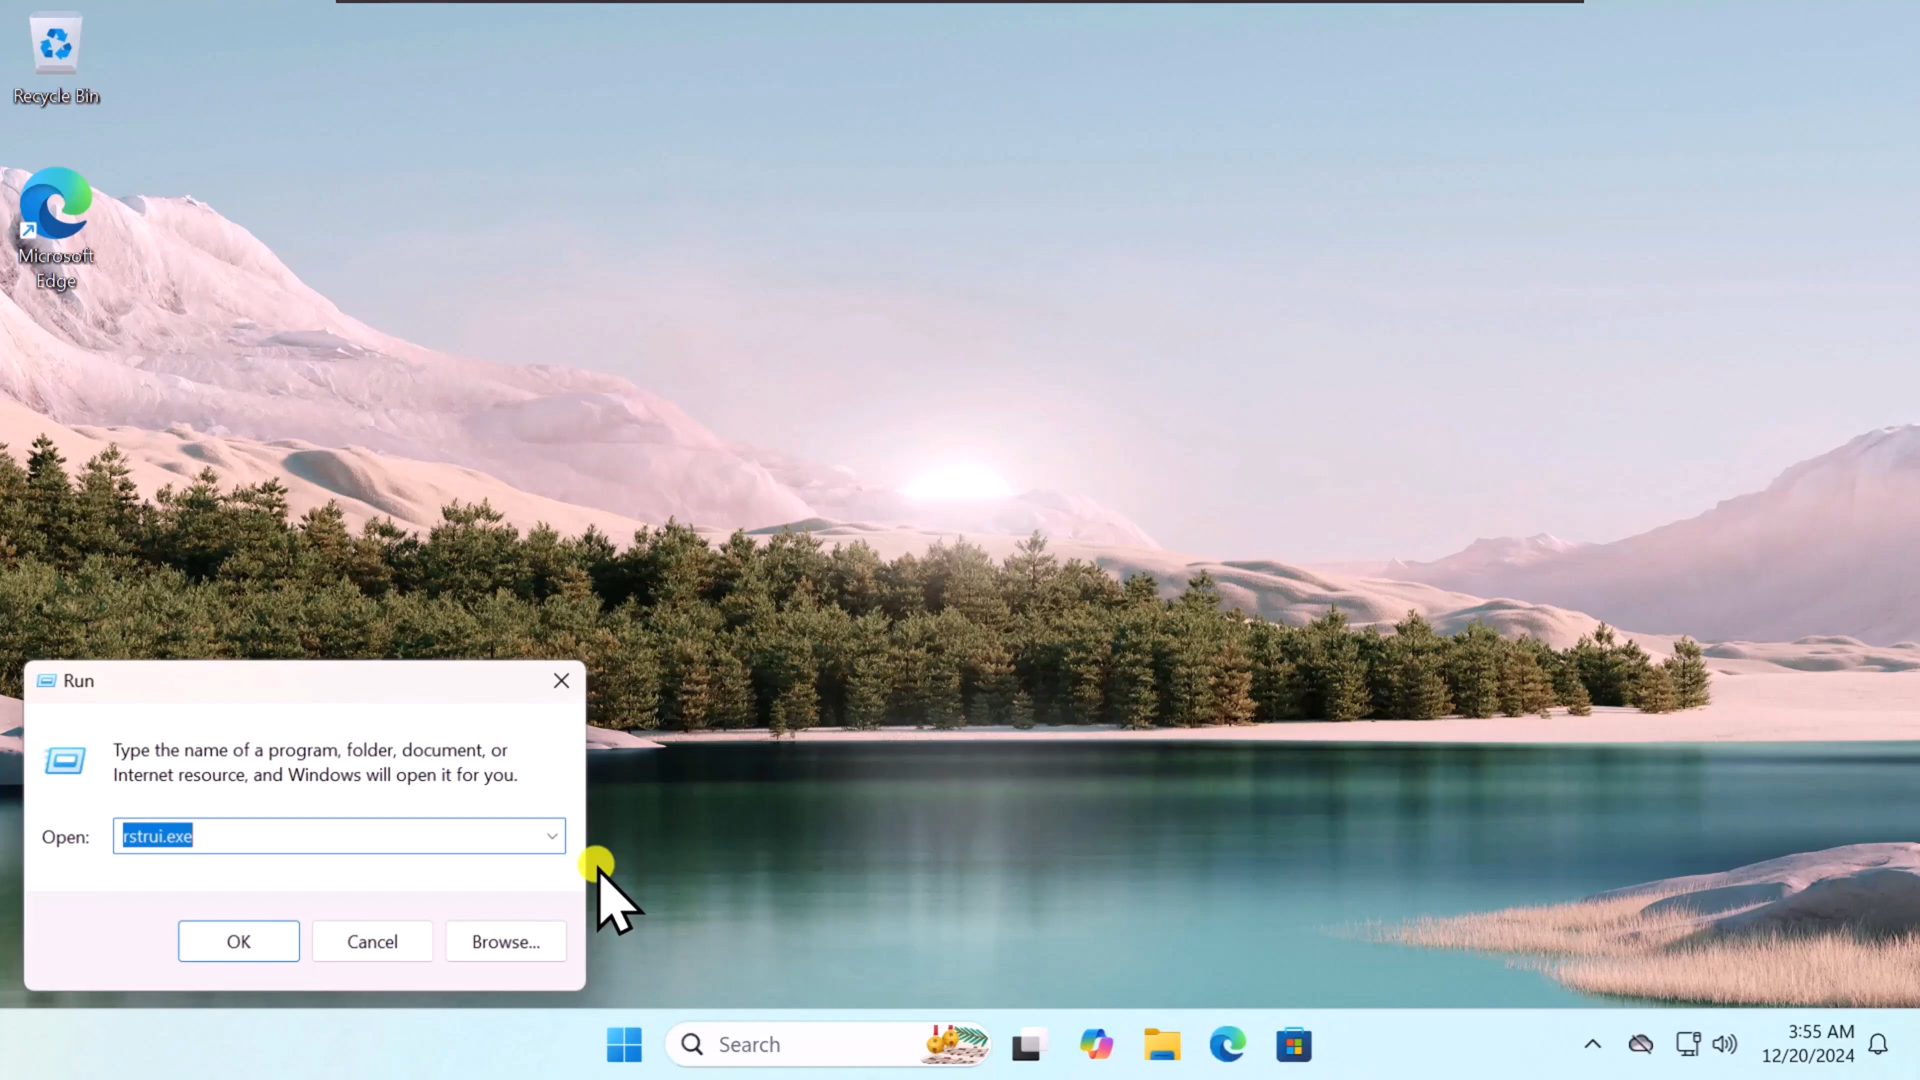 Recycle Bin
Microsoft
Edge
Run
Type the name of a program, folder, document, or
Internet resource, and Windows will open it for you.
Open:
rstrui.exe
OK
Cancel
Browse...
Search
3:55 AM
12/20/2024